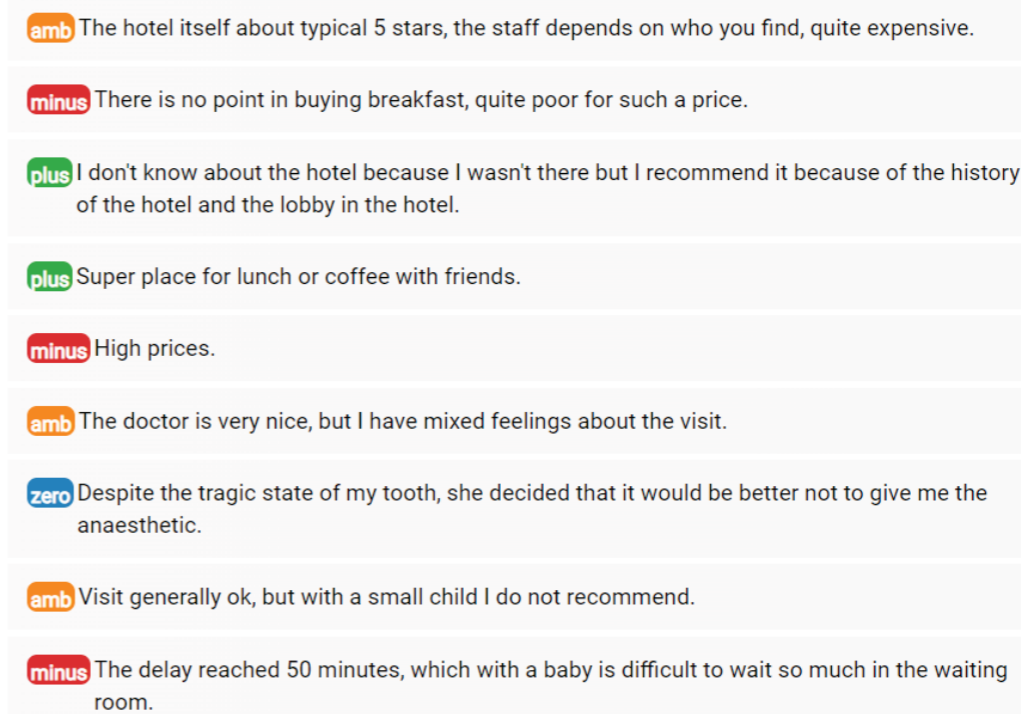 amb The hotel itself about typical 5 stars, the staff depends on who you find, quite expensive.
minus There is no point in buying breakfast, quite poor for such a price.
plus I don't know about the hotel because I wasn't there but I recommend it because of the history
of the hotel and the lobby in the hotel.
plus Super place for lunch or coffee with friends.
minus High prices.
amb The doctor is very nice, but I have mixed feelings about the visit.
zero Despite the tragic state of my tooth, she decided that it would be better not to give me the
anaesthetic.
amb Visit generally ok, but with a small child I do not recommend.
minus The delay reached 50 minutes, which with a baby is difficult to wait so much in the waiting
room.